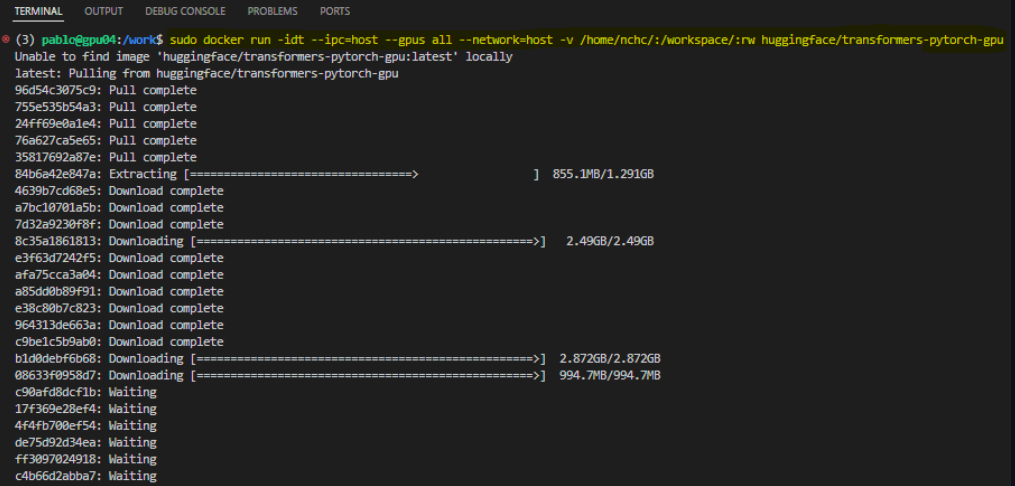 TERMINAL OUTPUT DEBUG CONSOLE PROBLEMS PORTS
(3) pablo@gpu04:/work$ sudo docker run -idt --ipc=host --gpus all --network=host -v /home/nchc/:/workspace/:rw huggingface/transformers-pytorch-gpu
Unable to find image 'huggingface/transformers-pytorch-gpu:latest' locally
latest: Pulling from huggingface/transformers-pytorch-gpu
96d54c3075c9: Pull complete
755e535b54a3: Pull complete
24ff69e0a1e4: Pull complete
76a627ca5e65: Pull complete
35817692a87e: Pull complete
84b6a42e847a: Extracting [=================================>                 ]  855.1MB/1.291GB
4639b7cd68e5: Download complete
a7bc10701a5b: Download complete
7d32a9230f8f: Download complete
8c35a1861813: Downloading [==================================================>]   2.49GB/2.49GB
e3f63d7242f5: Download complete
afa75cca3a04: Download complete
a85dd0b89f91: Download complete
e38c80b7c823: Download complete
964313de663a: Download complete
c9be1c5b9ab0: Download complete
b1d0debf6b68: Downloading [==================================================>]  2.872GB/2.872GB
08633f0958d7: Downloading [==================================================>]  994.7MB/994.7MB
c90afd8dcf1b: Waiting
17f369e28ef4: Waiting
4f4fb700ef54: Waiting
de75d92d34ea: Waiting
ff3097024918: Waiting
c4b66d2abba7: Waiting